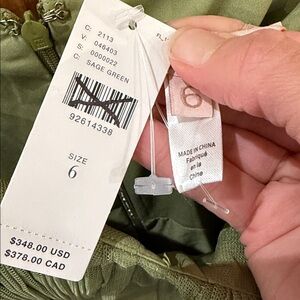 C: 2113
V: 046403
S: 0000022
C: SAGE GREEN
92614338
SIZE
6
$348.00 USD
$378.00 CAD
6
MADE IN CHINA
Fabriqué
en la
Chine